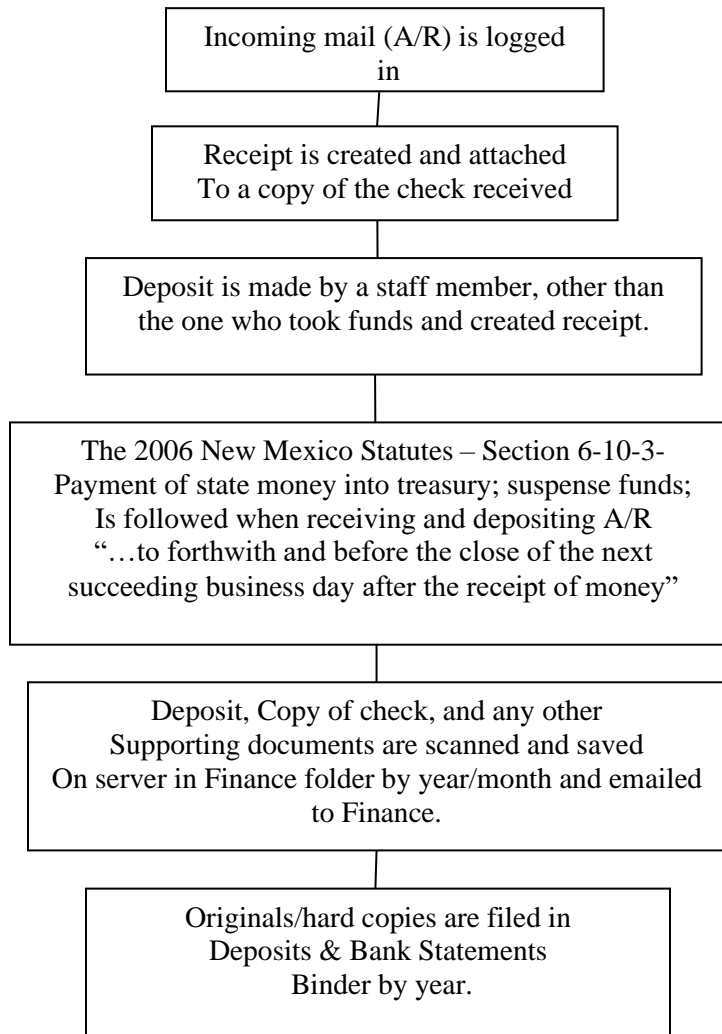 Incoming mail (A/R) is logged
in
Receipt is created and attached
To a copy of the check received
Deposit is made by a staff member, other than
the one who took funds and created receipt.
The 2006 New Mexico Statutes – Section 6-10-3-
Payment of state money into treasury; suspense funds;
Is followed when receiving and depositing A/R
“…to forthwith and before the close of the next
succeeding business day after the receipt of money”
Deposit, Copy of check, and any other
Supporting documents are scanned and saved
On server in Finance folder by year/month and emailed
to Finance.
Originals/hard copies are filed in
Deposits & Bank Statements
Binder by year.